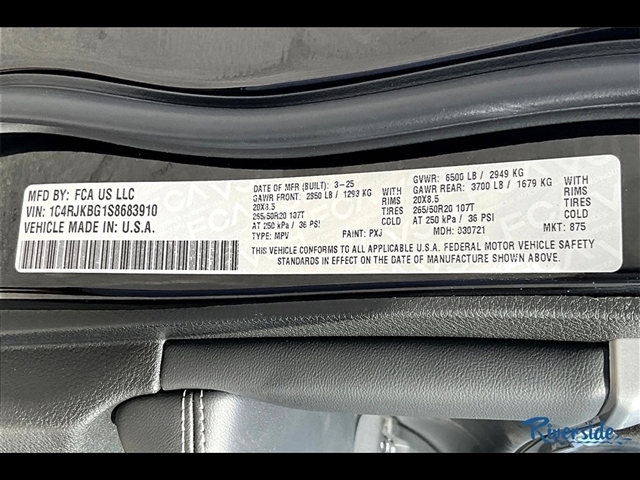 MFD BY: FCA US LLC
VIN: 1C4RJKBG1S8683910
VEHICLE MADE IN U.S.A.
DATE OF MFR (BUILT): 3-25
GAWR FRONT: 2850 LB / 1293 KG WITH
20X8.5 RIMS
265/50R20 107T TIRES
AT 250 kPa / 36 PSI
TYPE: MPV PAINT: PXJ
GVWR: 6500 LB / 2949 KG
GAWR REAR: 3700 LB / 1679 KG WITH
20X8.5 RIMS
265/50R20 107T TIRES
AT 250 kPa / 36 PSI
MDH: 030721 MKT: 875
THIS VEHICLE CONFORMS TO ALL APPLICABLE U.S.A. FEDERAL MOTOR VEHICLE SAFETY
STANDARDS IN EFFECT ON THE DATE OF MANUFACTURE SHOWN ABOVE.
Riverside